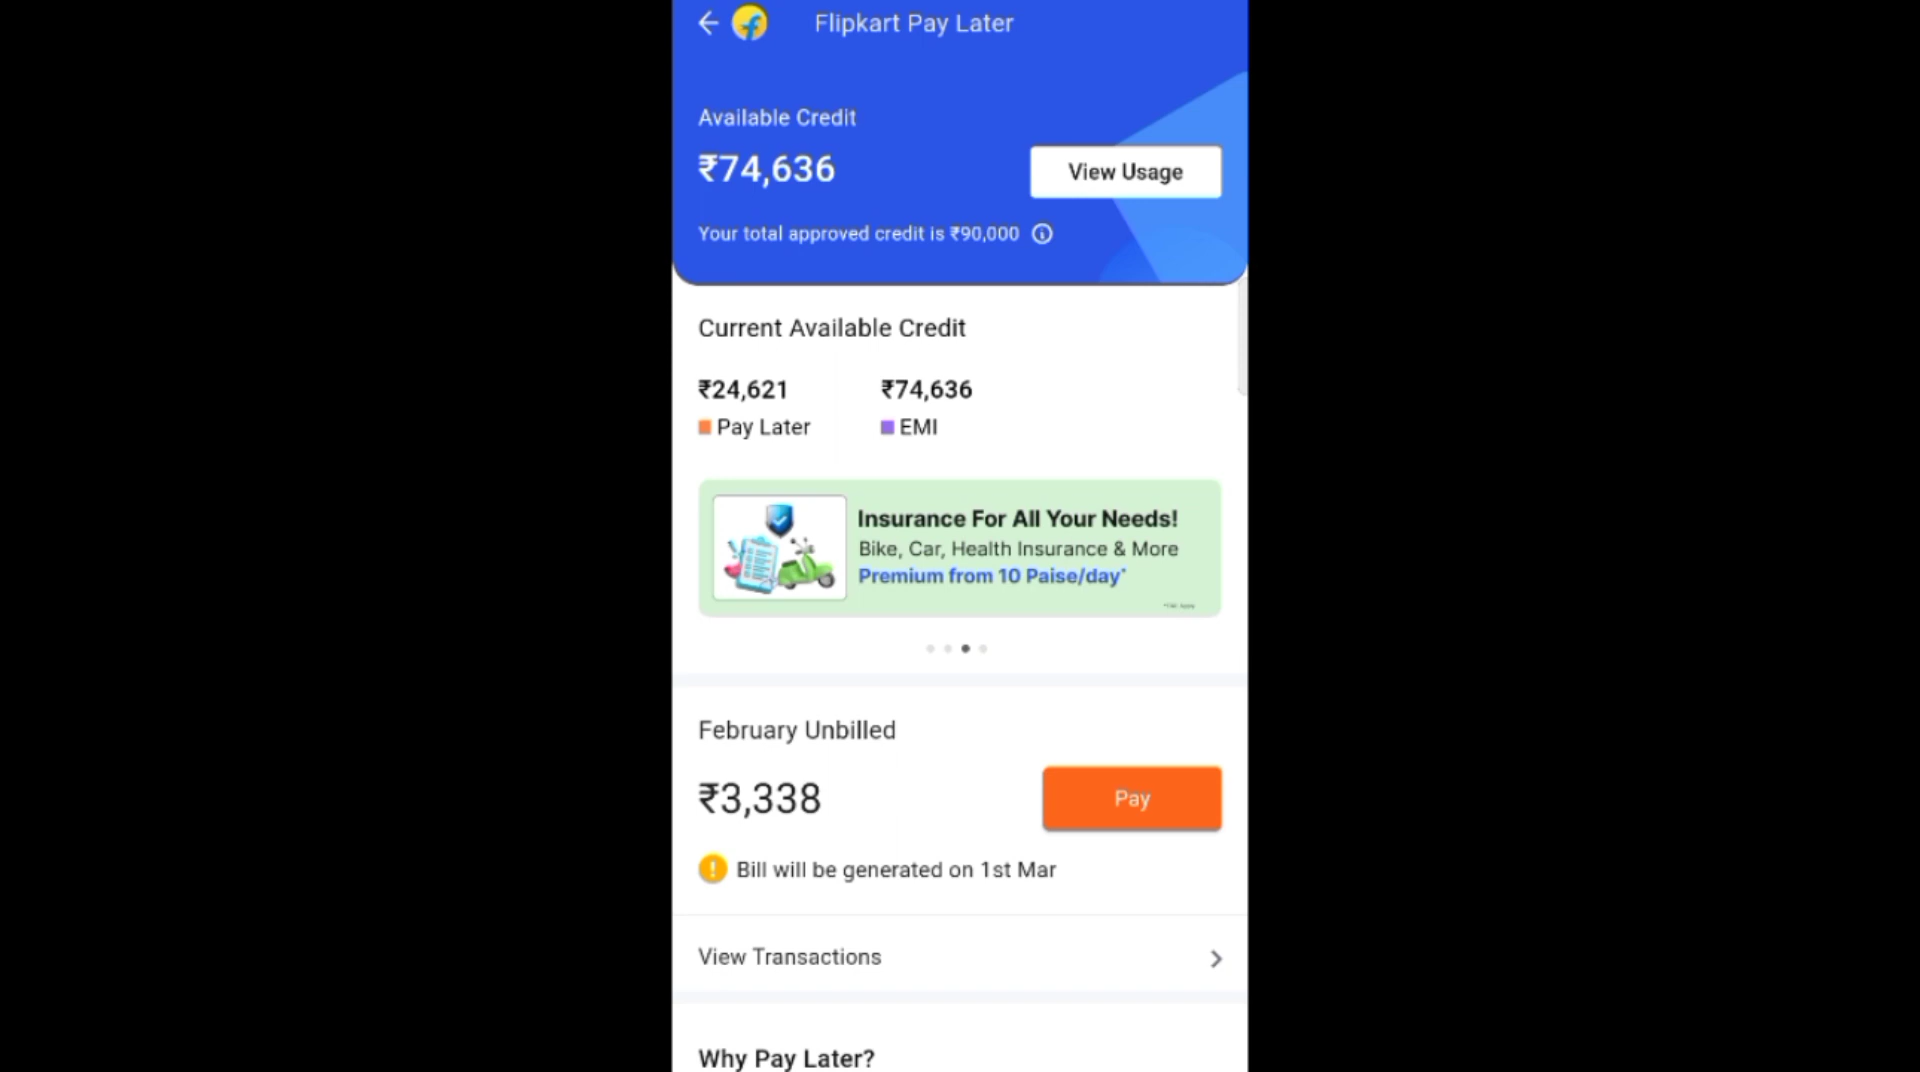 Flipkart Pay Later
Available Credit
₹74,636
View Usage
Your total approved credit is ₹90,000
Current Available Credit
₹24,621 ₹74,636
Pay Later EMI
Insurance For All Your Needs!
Bike, Car, Health Insurance & More
Premium from 10 Paise/day*
February Unbilled
₹3,338
Pay
Bill will be generated on 1st Mar
View Transactions
Why Pay Later?